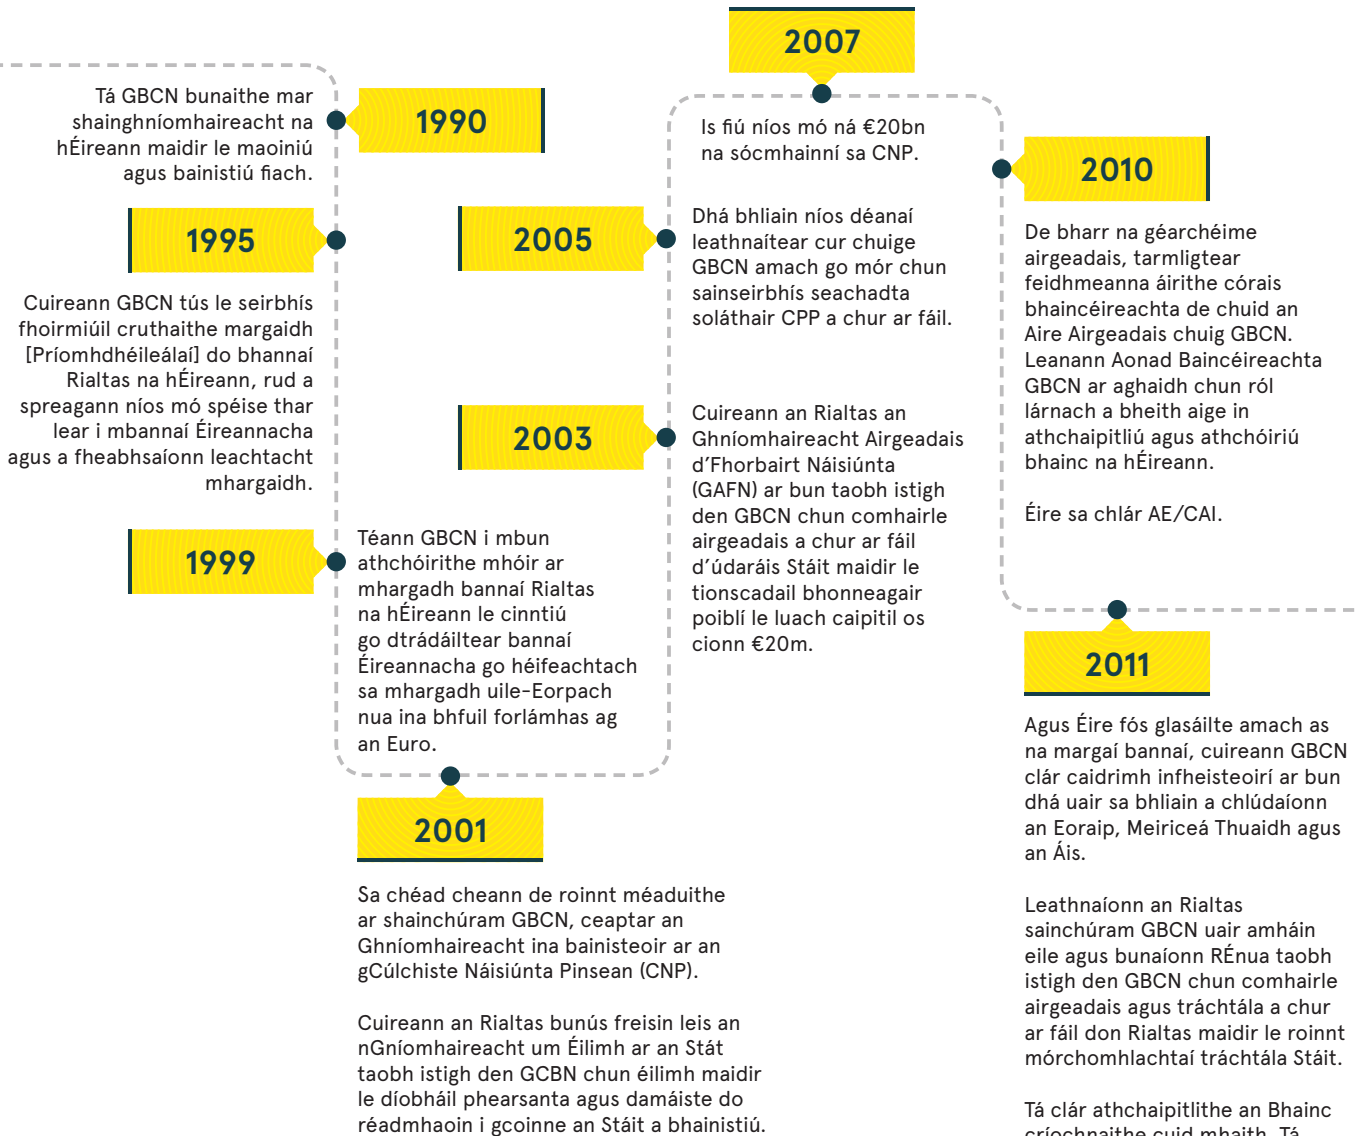 1990
Tá GBCN bunaithe mar
shainghníomhaireacht na
hÉireann maidir le maoiniú
agus bainistiú fiach.
1995
Cuireann GBCN tús le seirbhís
fhoirmiúil cruthaithe margaidh
[Príomhdhéileálaí] do bhannaí
Rialtas na hÉireann, rud a
spreagann níos mó spéise thar
lear i mbannaí Éireannacha
agus a fheabhsaíonn leachtacht
mhargaidh.
1999
Téann GBCN i mbun
athchóirithe mhóir ar
mhargadh bannaí Rialtas
na hÉireann le cinntiú
go dtrádáiltear bannaí
Éireannacha go héifeachtach
sa mhargadh uile-Eorpach
nua ina bhfuil forlámhas ag
an Euro.
2001
Sa chéad cheann de roinnt méaduithe
ar shainchúram GBCN, ceaptar an
Ghníomhaireacht ina bainisteoir ar an
gCúlchiste Náisiúnta Pinsean (CNP).
Cuireann an Rialtas bunús freisin leis an
nGníomhaireacht um Éilimh ar an Stát
taobh istigh den GCBN chun éilimh maidir
le díobháil phearsanta agus damáiste do
réadmhaoin i gcoinne an Stáit a bhainistiú.
2003
Cuireann an Rialtas an
Ghníomhaireacht Airgeadais
d'Fhorbairt Náisiúnta
(GAFN) ar bun taobh istigh
den GBCN chun comhairle
airgeadais a chur ar fáil
d'údaráis Stáit maidir le
tionscadail bhonneagair
poiblí le luach caipitil os
cionn €20m.
2005
Dhá bhliain níos déanaí
leathnaítear cur chuige
GBCN amach go mór chun
sainseirbhís seachadta
soláthair CPP a chur ar fáil.
2007
Is fiú níos mó ná €20bn
na sócmhainní sa CNP.
2010
De bharr na géarchéime
airgeadais, tarmligtear
feidhmeanna áirithe córais
bhaincéireachta de chuid an
Aire Airgeadais chuig GBCN.
Leanann Aonad Baincéireachta
GBCN ar aghaidh chun ról
lárnach a bheith aige in
athchaipitliú agus athchóiriú
bhainc na hÉireann.
Éire sa chlár AE/CAI.
2011
Agus Éire fós glasáilte amach as
na margaí bannaí, cuireann GBCN
clár caidrimh infheisteoirí ar bun
dhá uair sa bhliain a chlúdaíonn
an Eoraip, Meiriceá Thuaidh agus
an Áis.
Leathnaíonn an Rialtas
sainchúram GBCN uair amháin
eile agus bunaíonn RÉnua taobh
istigh den GBCN chun comhairle
airgeadais agus tráchtála a chur
ar fáil don Rialtas maidir le roinnt
mórchomhlachtaí tráchtála Stáit.
Tá clár athchaipitlithe an Bhainc
críochnaithe cuid mhaith. Tá